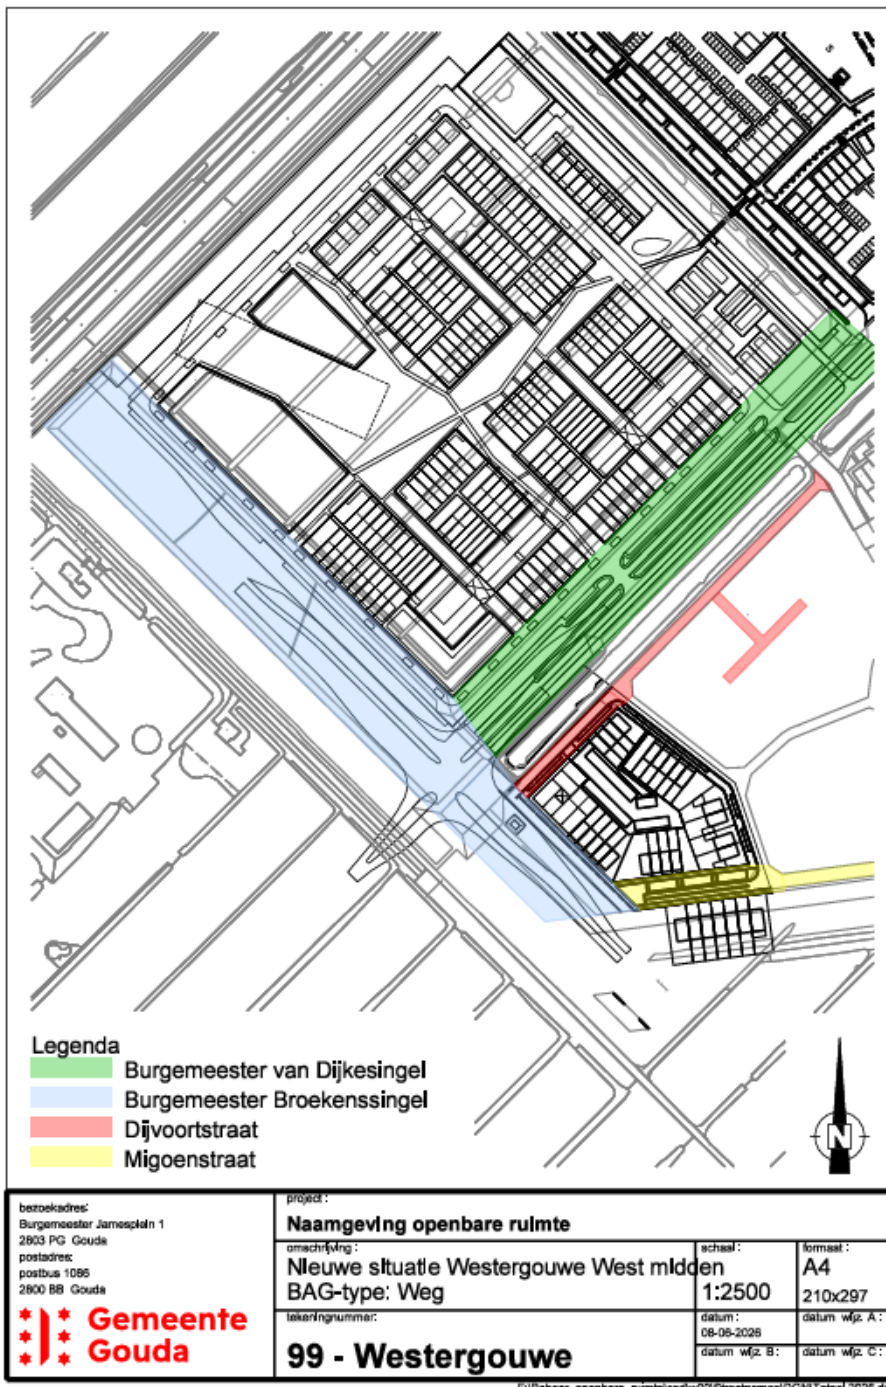 Legenda
Burgemeester van Dijkesingel
Burgemeester Broekenssingel
Dijvoortstraat
Migoenstraat
N
bezoekadres:
Burgemeester Jamesplein 1
2803 PG Gouda
postadres:
postbus 1086
2800 BB Gouda
Gemeente
Gouda
project:
Naamgeving openbare ruimte
omschrijving:
Nieuwe situatie Westergouwe West midden
BAG-type: Weg
schaal:
1:2500
formaat:
A4
210x297
tekeningnummer:
99 - Westergouwe
datum:
08-06-2026
datum wijz. A:
datum wijz. B:
datum wijz. C: